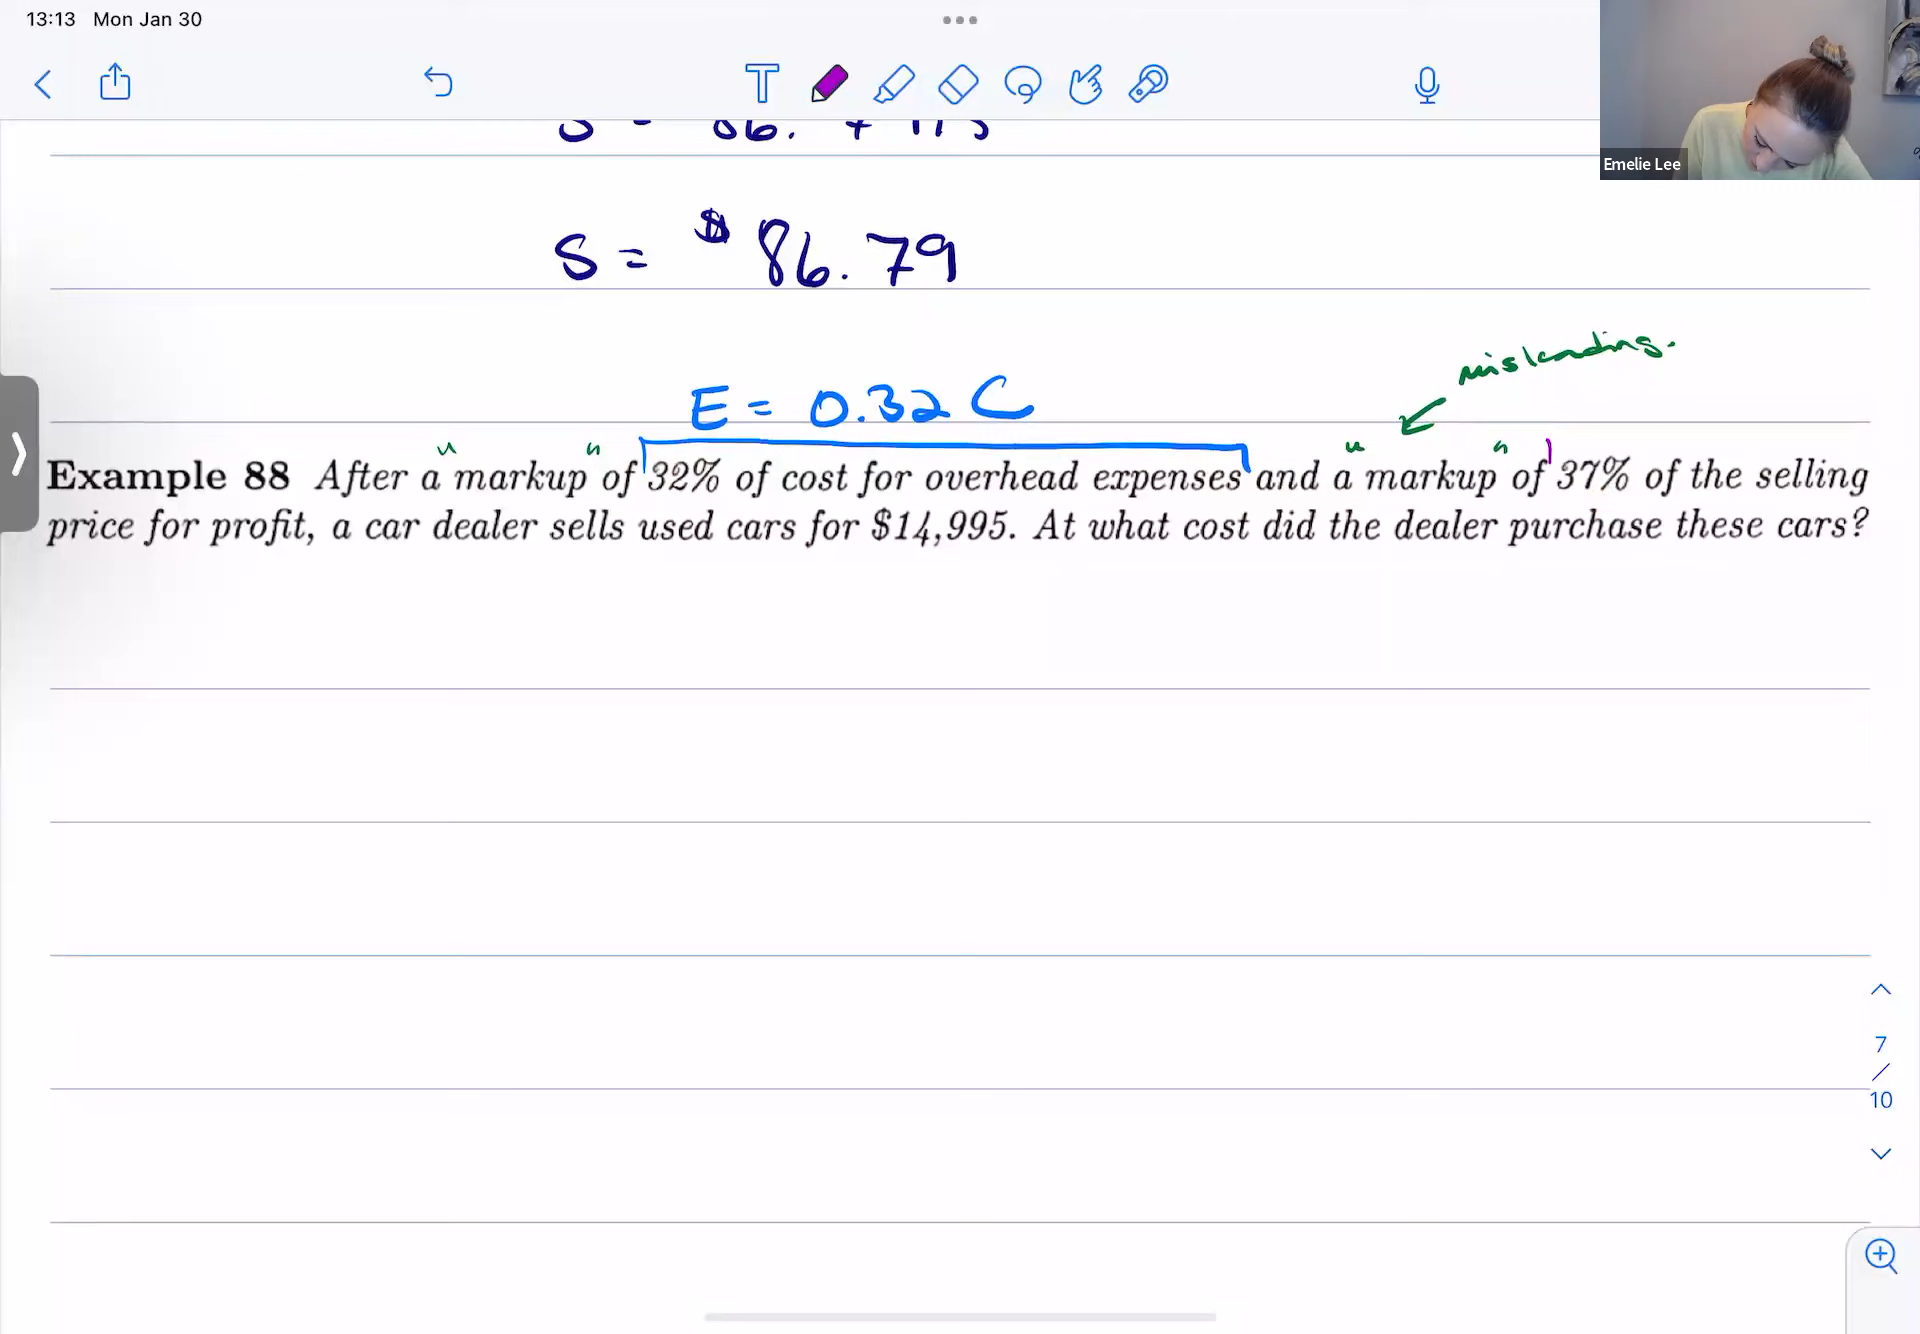 13:13 Mon Jan 30
Emelie Lee
S = $86.79
misleading.
E = 0.32 C
Example 88 After a "markup" of 32% of cost for overhead expenses and a "markup" of 37% of the selling
price for profit, a car dealer sells used cars for $14,995. At what cost did the dealer purchase these cars?
7
/
10